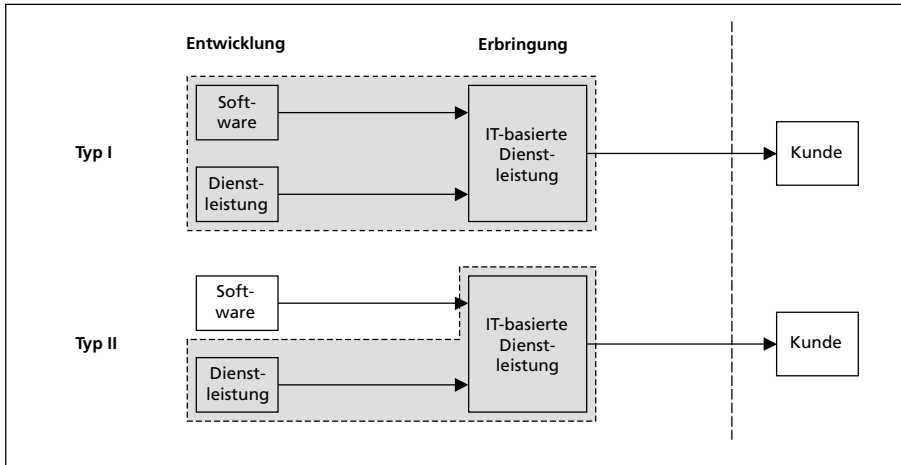 Entwicklung
Erbringung
Typ I
Soft-
ware
Dienst-
leistung
IT-basierte
Dienst-
leistung
Kunde
Typ II
Soft-
ware
Dienst-
leistung
IT-basierte
Dienst-
leistung
Kunde